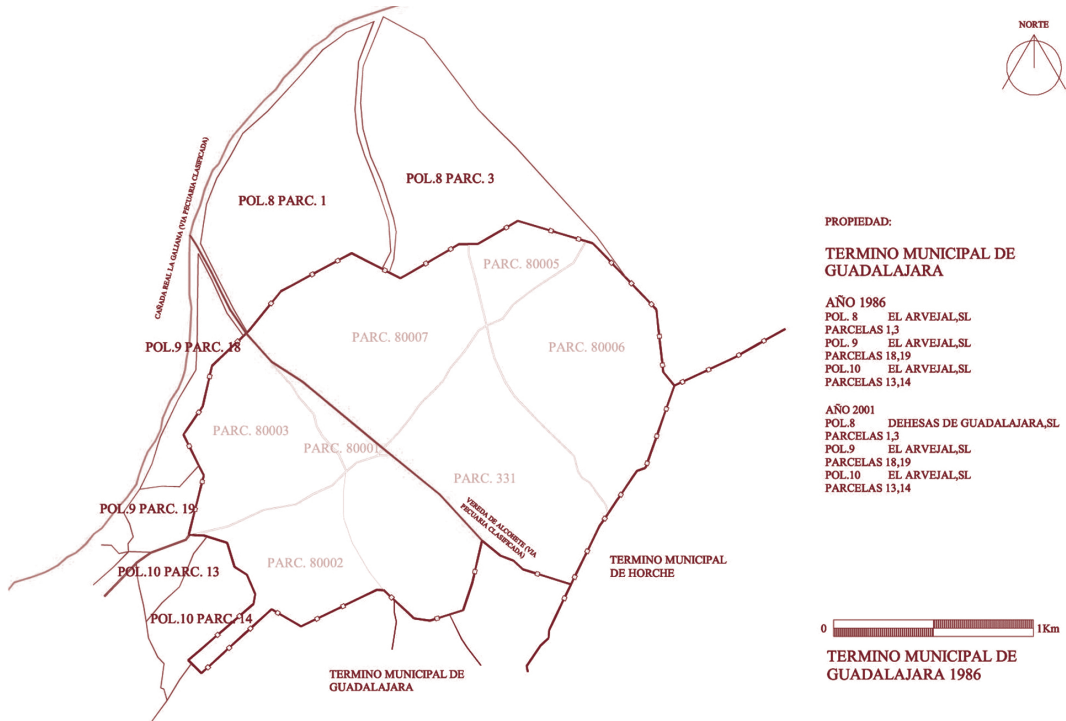 NORTE
CAÑADA REAL LA GALIANA (VIA PECUARIA CLASIFICADA)
POL.8 PARC. 1
POL.8 PARC. 3
PARC. 80005
PARC. 80007
PARC. 80006
POL.9 PARC. 18
PARC. 80003
PARC. 80001
PARC. 331
POL.9 PARC. 19
VEREDA DE ALCOHETE (VIA
PECUARIA CLASIFICADA)
PARC. 80002
POL.10 PARC. 13
POL.10 PARC. 14
TERMINO MUNICIPAL
DE HORCHE
TERMINO MUNICIPAL DE
GUADALAJARA
PROPIEDAD:
TERMINO MUNICIPAL DE
GUADALAJARA
AÑO 1986
POL. 8 EL ARVEJAL,SL
PARCELAS 1,3
POL. 9 EL ARVEJAL,SL
PARCELAS 18,19
POL.10 EL ARVEJAL,SL
PARCELAS 13,14
AÑO 2001
POL.8 DEHESAS DE GUADALAJARA,SL
PARCELAS 1,3
POL.9 EL ARVEJAL,SL
PARCELAS 18,19
POL.10 EL ARVEJAL,SL
PARCELAS 13,14
0 1Km
TERMINO MUNICIPAL DE
GUADALAJARA 1986